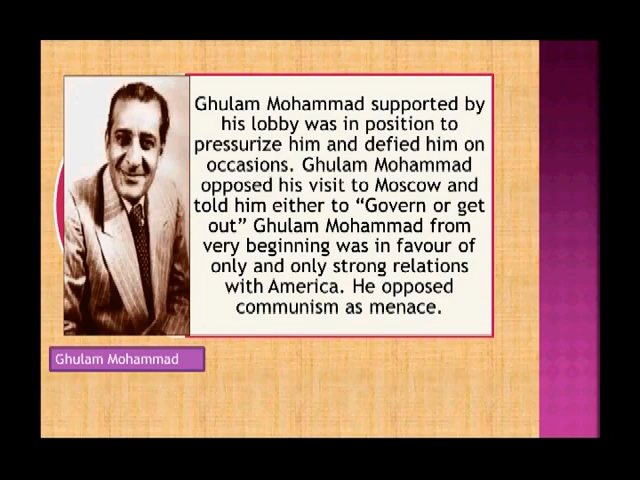 Ghulam Mohammad supported by
his lobby was in position to
pressurize him and defied him on
occasions. Ghulam Mohammad
opposed his visit to Moscow and
told him either to “Govern or get
out” Ghulam Mohammad from
very beginning was in favour of
only and only strong relations
with America. He opposed
communism as menace.
Ghulam Mohammad